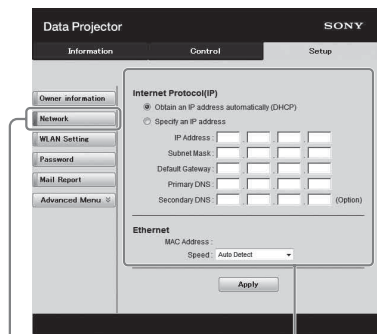 Data Projector
SONY
Information Control Setup
Owner information
Network
WLAN Setting
Password
Mail Report
Advanced Menu
Internet Protocol(IP)
Obtain an IP address automatically (DHCP)
Specify an IP address
IP Address :
Subnet Mask :
Default Gateway :
Primary DNS :
Secondary DNS : (Option)
Ethernet
MAC Address :
Speed : Auto Detect
Apply